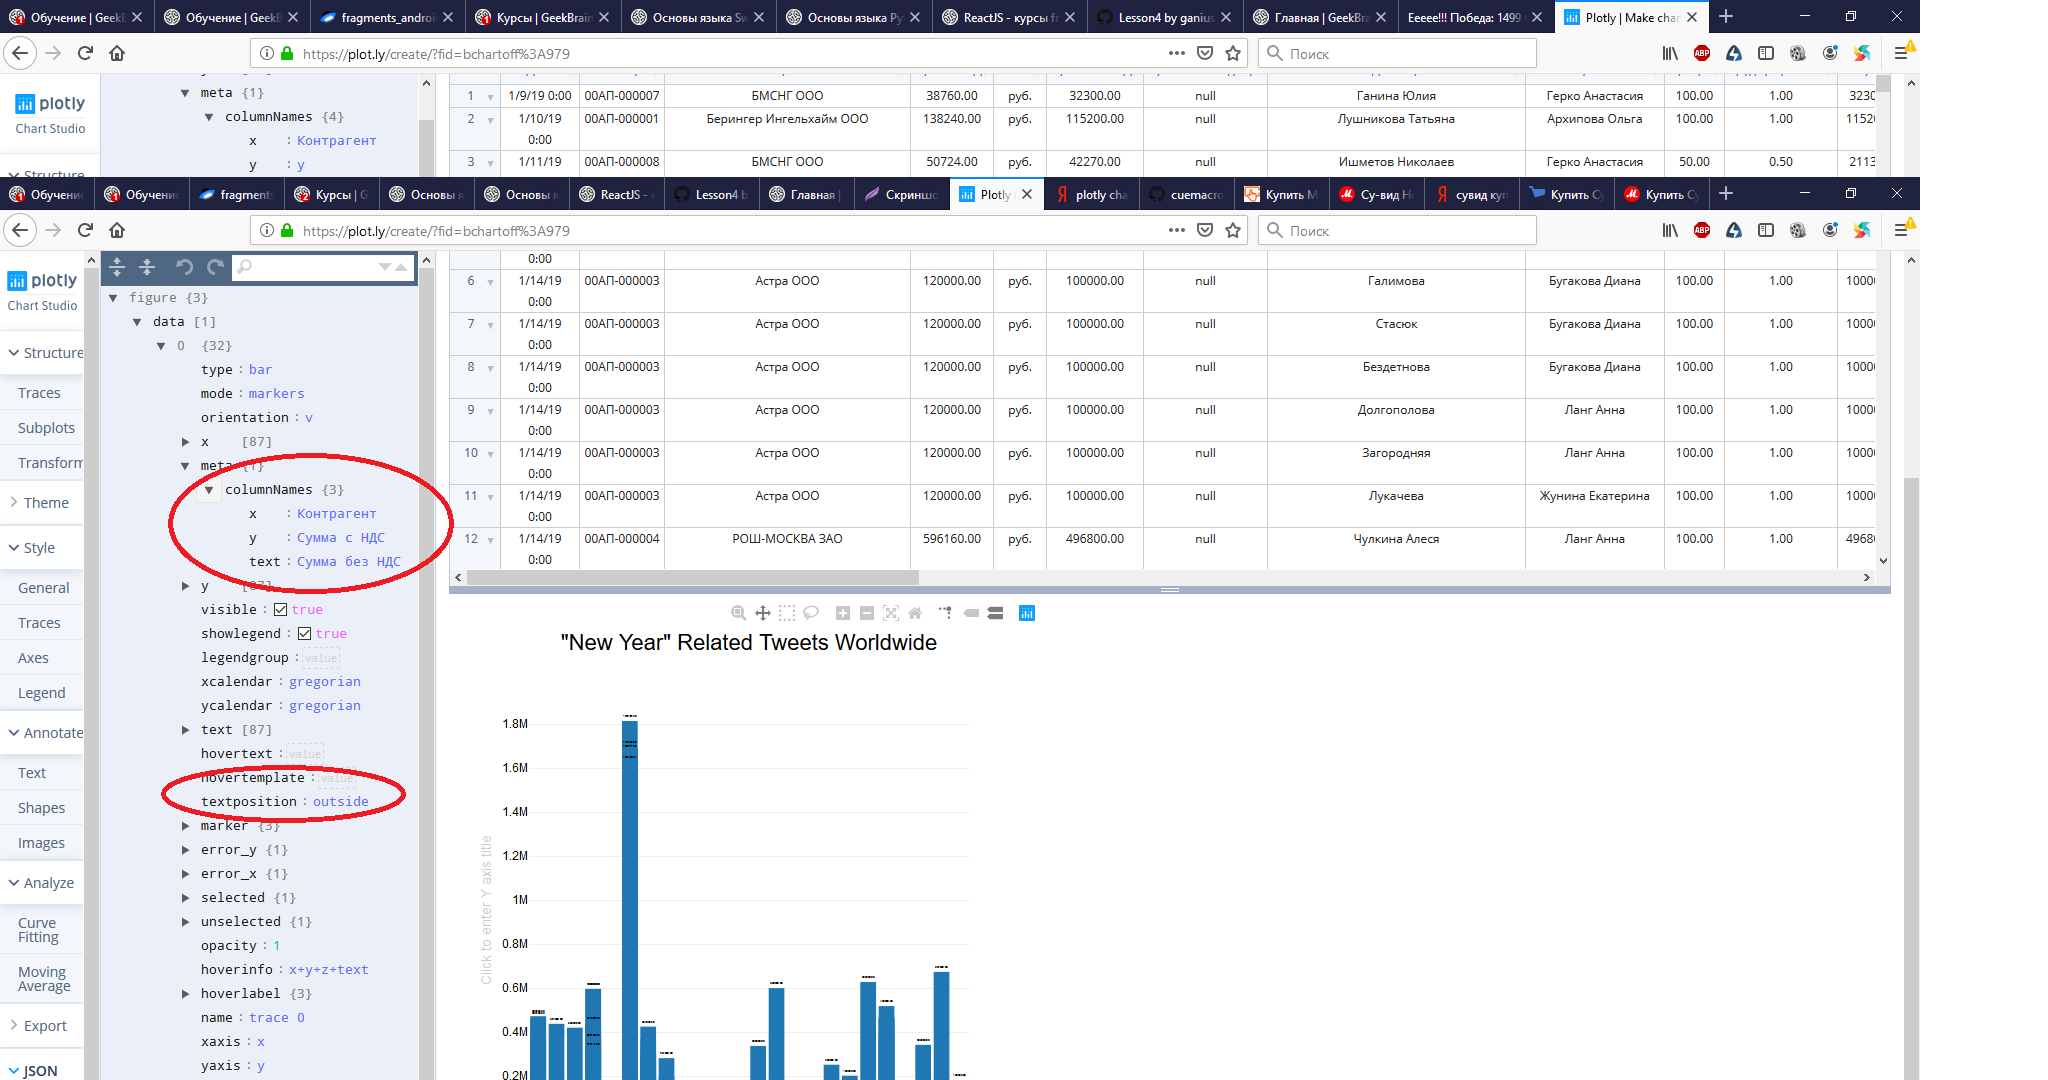 Обучение | GeekB
Обучение | GeekB
fragments_androi
Курсы | GeekBrain
Основы языка Sw
Основы языка Py
ReactJS - курсы f
Lesson4 by ganius
Главная | GeekBra
Eeeee!!! Победа: 1499
Plotly | Make char
https://plot.ly/create/?fid=bchartoff%3A979
Поиск
plotly
Chart Studio
Structure
meta {1}
columnNames {4}
x : Контрагент
y : y
1 1/9/19 0:00 00АП-000007 БМСНГ ООО 38760.00 руб. 32300.00 null Ганина Юлия Герко Анастасия 100.00 1.00 3230
2 1/10/19 0:00 00АП-000001 Берингер Ингельхайм ООО 138240.00 руб. 115200.00 null Лушникова Татьяна Архипова Ольга 100.00 1.00 1152
3 1/11/19 00АП-000008 БМСНГ ООО 50724.00 руб. 42270.00 null Ишметов Николаев Герко Анастасия 50.00 0.50 2113
Обучени
Обучени
fragment
Курсы | G
Основы я
Основы я
ReactJS -
Lesson4 b
Главная |
Скриншо
Plotly
plotly cha
cuemacro
Купить М
Су-вид Н
сувид куп
Купить С
Купить С
https://plot.ly/create/?fid=bchartoff%3A979
Поиск
plotly
Chart Studio
Structure
Traces
Subplots
Transform
Theme
Style
General
Traces
Axes
Legend
Annotate
Text
Shapes
Images
Analyze
Curve
Fitting
Moving
Average
Export
JSON
figure {3}
data [1]
0 {32}
type : bar
mode : markers
orientation : v
x [87]
meta {1}
columnNames {3}
x : Контрагент
y : Сумма с НДС
text : Сумма без НДС
y [87]
visible : true
showlegend : true
legendgroup : value
xcalendar : gregorian
ycalendar : gregorian
text [87]
hovertext : value
hovertemplate : value
textposition : outside
marker {3}
error_y {1}
error_x {1}
selected {1}
unselected {1}
opacity : 1
hoverinfo : x+y+z+text
hoverlabel {3}
name : trace 0
xaxis : x
yaxis : y
0:00
6 1/14/19 0:00 00АП-000003 Астра ООО 120000.00 руб. 100000.00 null Галимова Бугакова Диана 100.00 1.00 1000
7 1/14/19 0:00 00АП-000003 Астра ООО 120000.00 руб. 100000.00 null Стасюк Бугакова Диана 100.00 1.00 1000
8 1/14/19 0:00 00АП-000003 Астра ООО 120000.00 руб. 100000.00 null Бездетнова Бугакова Диана 100.00 1.00 1000
9 1/14/19 0:00 00АП-000003 Астра ООО 120000.00 руб. 100000.00 null Долгополова Ланг Анна 100.00 1.00 1000
10 1/14/19 0:00 00АП-000003 Астра ООО 120000.00 руб. 100000.00 null Загородняя Ланг Анна 100.00 1.00 1000
11 1/14/19 0:00 00АП-000003 Астра ООО 120000.00 руб. 100000.00 null Лукачева Жунина Екатерина 100.00 1.00 1000
12 1/14/19 0:00 00АП-000004 РОШ-МОСКВА ЗАО 596160.00 руб. 496800.00 null Чулкина Алеся Ланг Анна 100.00 1.00 4968
"New Year" Related Tweets Worldwide
Click to enter Y axis title
1.8M
1.6M
1.4M
1.2M
1M
0.8M
0.6M
0.4M
0.2M